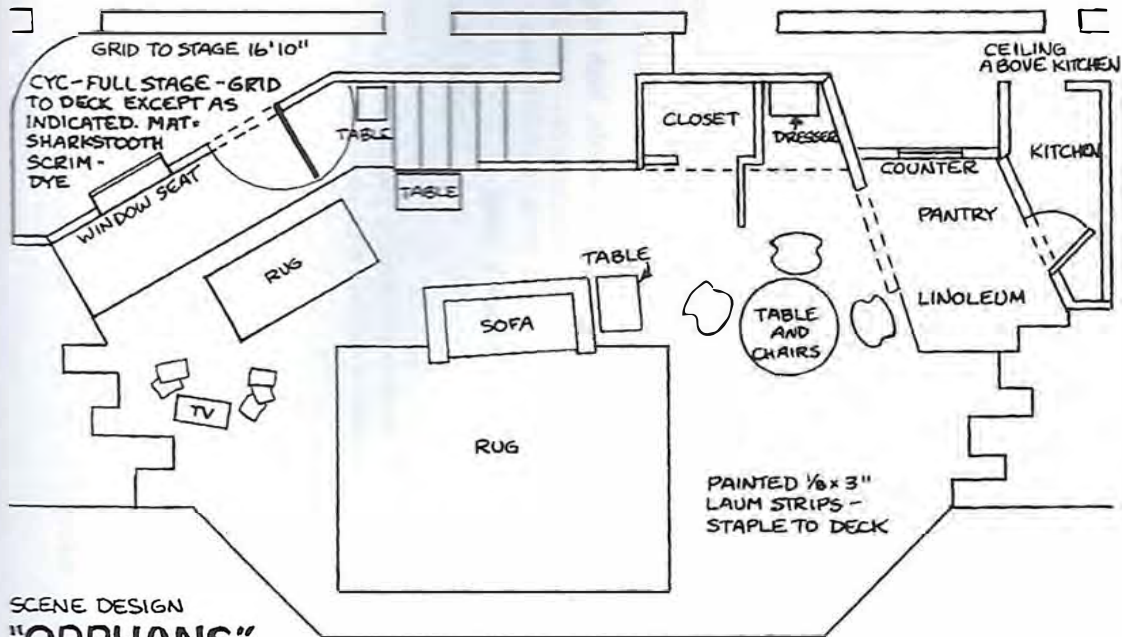 GRID TO STAGE 16'10"
CYC-FULL STAGE-GRID
TO DECK EXCEPT AS
INDICATED. MAT=
SHARKSTOOTH
SCRIM-
DYE
CEILING
ABOVE KITCHEN
TABLE
CLOSET
DRESSER
KITCHEN
COUNTER
WINDOW SEAT
TABLE
PANTRY
RUG
TABLE
LINOLEUM
SOFA
TABLE
AND
CHAIRS
TV
RUG
PAINTED 1/8 x 3"
LAUM STRIPS -
STAPLE TO DECK
SCENE DESIGN
"ORPHANS"